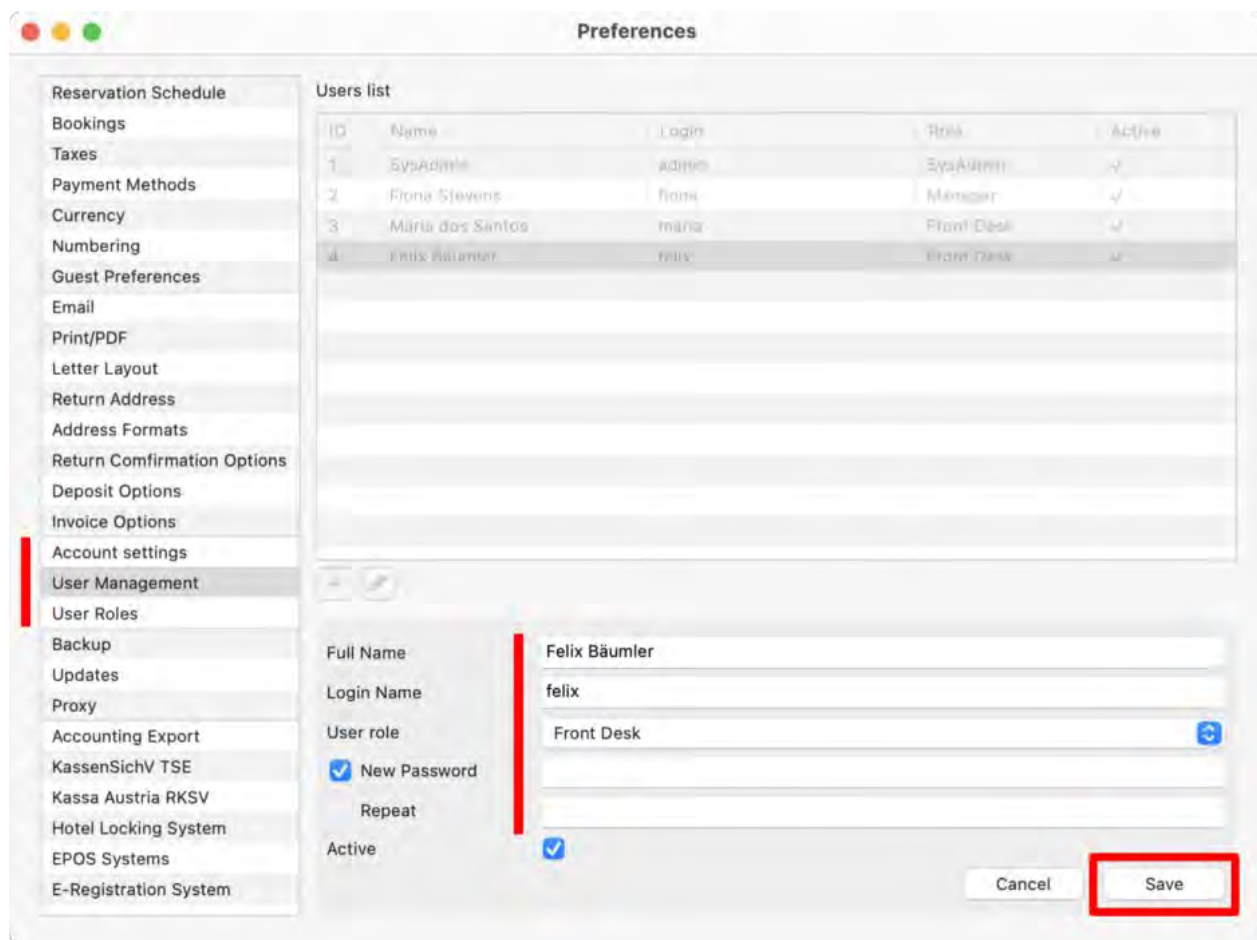 Preferences
Reservation Schedule
Bookings
Taxes
Payment Methods
Currency
Numbering
Guest Preferences
Email
Print/PDF
Letter Layout
Return Address
Address Formats
Return Comfirmation Options
Deposit Options
Invoice Options
Account settings
User Management
User Roles
Backup
Updates
Proxy
Accounting Export
KassenSichV TSE
Kassa Austria RKSV
Hotel Locking System
EPOS Systems
E-Registration System
Users list
ID Name Login Role Active
1 SysAdmin admin SysAdmin
2 Fiona Stevens fiona Manager
3 Maria dos Santos maria Front Desk
4 Felix Bäumler felix Front Desk
Full Name Felix Bäumler
Login Name felix
User role Front Desk
New Password
Repeat
Active
Cancel Save